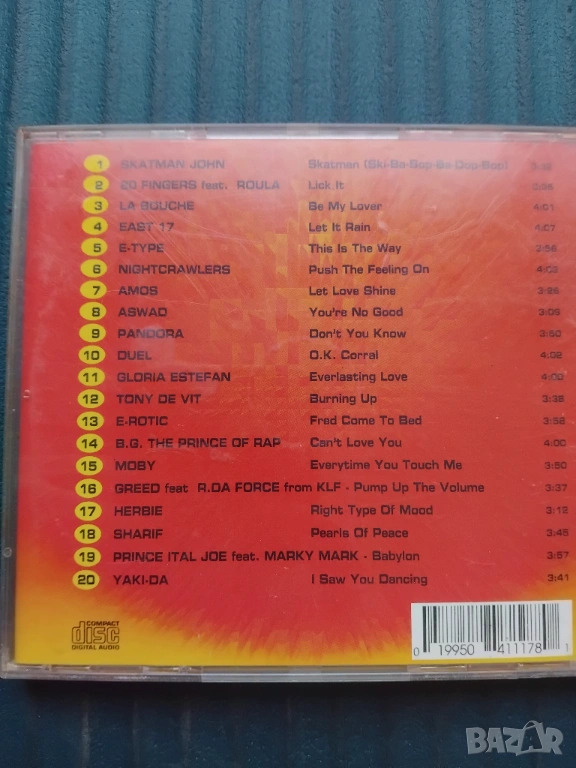 1 SKATMAN JOHN Skatman (Ski-Ba-Bop-Ba-Dop-Bop) 3:38
2 20 FINGERS feat. ROULA Lick It 3:36
3 LA BOUCHE Be My Lover 4:01
4 EAST 17 Let It Rain 4:07
5 E-TYPE This Is The Way 3:56
6 NIGHTCRAWLERS Push The Feeling On 4:03
7 AMOS Let Love Shine 3:26
8 ASWAD You're No Good 3:09
9 PANDORA Don't You Know 3:50
10 DUEL O.K. Corral 4:02
11 GLORIA ESTEFAN Everlasting Love 4:00
12 TONY DE VIT Burning Up 3:38
13 E-ROTIC Fred Come To Bed 3:58
14 B.G. THE PRINCE OF RAP Can't Love You 4:00
15 MOBY Everytime You Touch Me 3:50
16 GREED feat R.DA FORCE from KLF - Pump Up The Volume 3:37
17 HERBIE Right Type Of Mood 3:12
18 SHARIF Pearls Of Peace 3:45
19 PRINCE ITAL JOE feat. MARKY MARK - Babylon 3:57
20 YAKI-DA I Saw You Dancing 3:41
COMPACT
disc
DIGITAL AUDIO
0 19950 41117 8 1
BAZAR